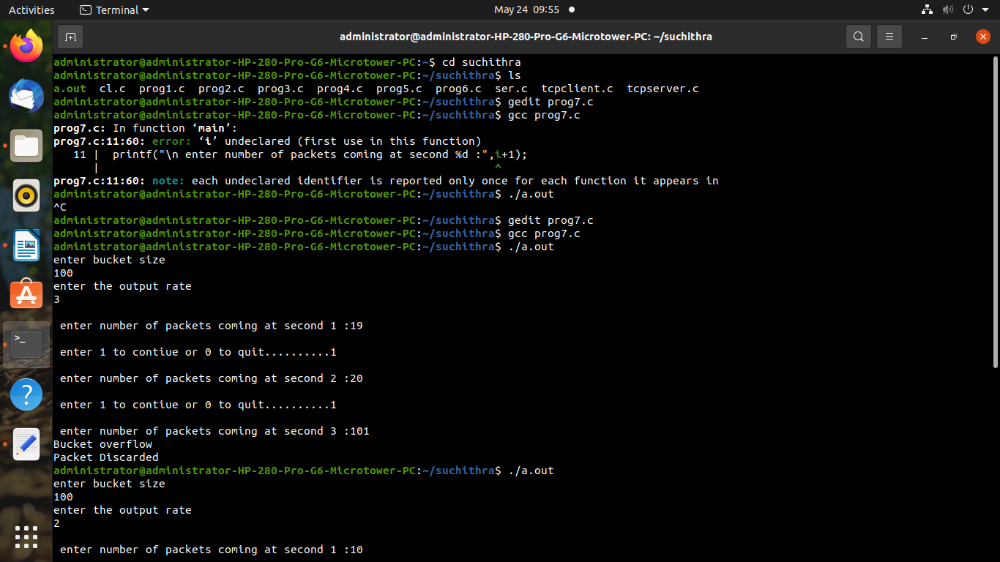 Activities
Terminal
May 24 09:55
administrator@administrator-HP-280-Pro-G6-Microtower-PC: ~/suchithra
administrator@administrator-HP-280-Pro-G6-Microtower-PC:~$ cd suchithra
administrator@administrator-HP-280-Pro-G6-Microtower-PC:~/suchithra$ ls
a.out  cl.c  prog1.c  prog2.c  prog3.c  prog4.c  prog5.c  prog6.c  ser.c  tcpclient.c  tcpserver.c
administrator@administrator-HP-280-Pro-G6-Microtower-PC:~/suchithra$ gedit prog7.c
administrator@administrator-HP-280-Pro-G6-Microtower-PC:~/suchithra$ gcc prog7.c
prog7.c: In function ‘main’:
prog7.c:11:60: error: ‘i’ undeclared (first use in this function)
   11 |  printf("\n enter number of packets coming at second %d :",i+1);
      |                                                            ^
prog7.c:11:60: note: each undeclared identifier is reported only once for each function it appears in
administrator@administrator-HP-280-Pro-G6-Microtower-PC:~/suchithra$ ./a.out
^C
administrator@administrator-HP-280-Pro-G6-Microtower-PC:~/suchithra$ gedit prog7.c
administrator@administrator-HP-280-Pro-G6-Microtower-PC:~/suchithra$ gcc prog7.c
administrator@administrator-HP-280-Pro-G6-Microtower-PC:~/suchithra$ ./a.out
enter bucket size
100
enter the output rate
3
 enter number of packets coming at second 1 :19
 enter 1 to contiue or 0 to quit..........1
 enter number of packets coming at second 2 :20
 enter 1 to contiue or 0 to quit..........1
 enter number of packets coming at second 3 :101
Bucket overflow
Packet Discarded
administrator@administrator-HP-280-Pro-G6-Microtower-PC:~/suchithra$ ./a.out
enter bucket size
100
enter the output rate
2
 enter number of packets coming at second 1 :10